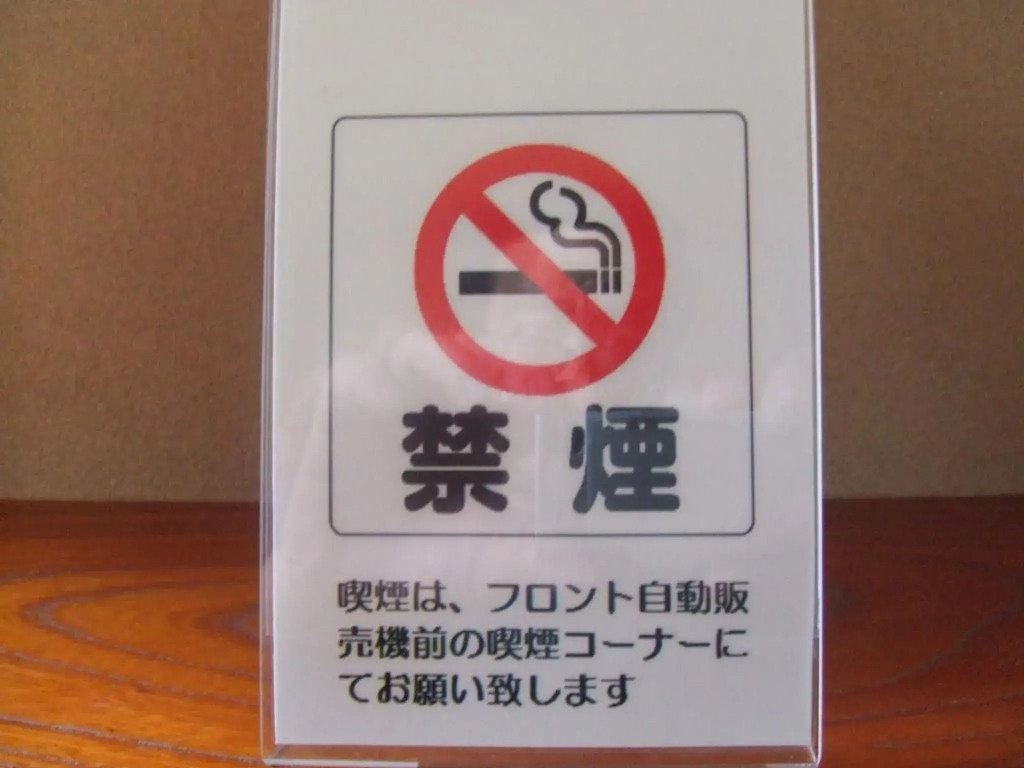 禁煙
喫煙は、フロント自動販
売機前の喫煙コーナーに
てお願い致します